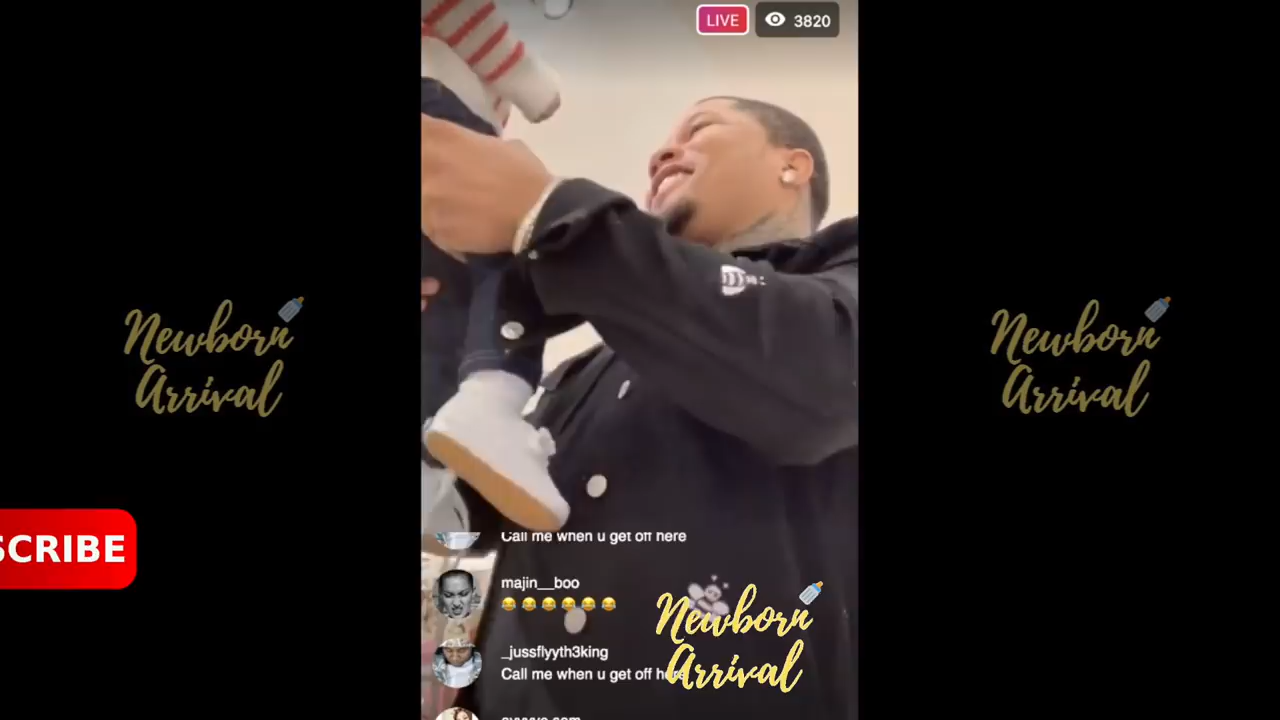 LIVE
3820
Newborn
Arrival
Newborn
Arrival
SCRIBE
Call me when u get off here
majin__boo
😂😂😂😂😂😂
_jussflyyth3king
Call me when u get off here
Newborn
Arrival